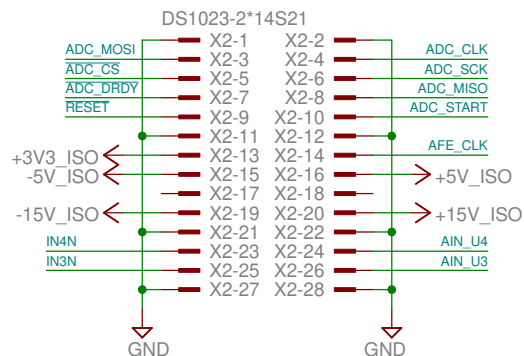 DS1023-2*14S21
X2-1 X2-2
ADC_MOSI X2-3 X2-4 ADC_CLK
ADC_CS X2-5 X2-6 ADC_SCK
ADC_DRDY X2-7 X2-8 ADC_MISO
RESET X2-9 X2-10 ADC_START
X2-11 X2-12
+3V3_ISO X2-13 X2-14 AFE_CLK
-5V_ISO X2-15 X2-16 +5V_ISO
X2-17 X2-18
-15V_ISO X2-19 X2-20 +15V_ISO
X2-21 X2-22
IN4N X2-23 X2-24 AIN_U4
IN3N X2-25 X2-26 AIN_U3
X2-27 X2-28
GND GND